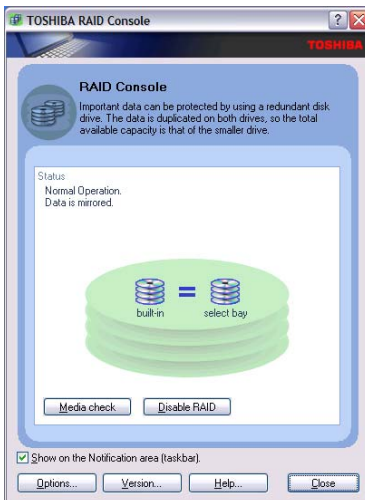 TOSHIBA RAID Console
TOSHIBA
RAID Console
Important data can be protected by using a redundant disk
drive. The data is duplicated on both drives, so the total
available capacity is that of the smaller drive.
Status
Normal Operation.
Data is mirrored.
built-in
select bay
Media check
Disable RAID
Show on the Notification area (taskbar).
Options...
Version...
Help...
Close